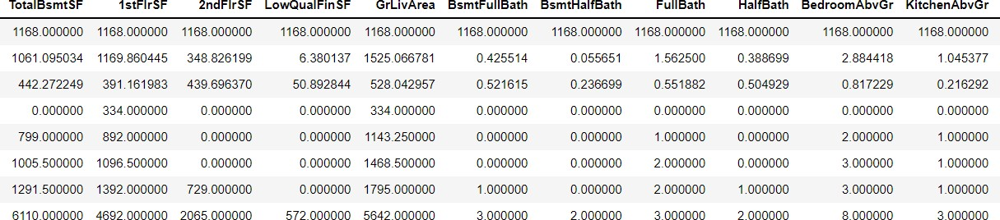 TotalBsmtSF 1stFlrSF 2ndFlrSF LowQualFinSF GrLivArea BsmtFullBath BsmtHalfBath FullBath HalfBath BedroomAbvGr KitchenAbvGr
1168.000000 1168.000000 1168.000000 1168.000000 1168.000000 1168.000000 1168.000000 1168.000000 1168.000000 1168.000000 1168.000000
1061.095034 1169.860445 348.826199 6.380137 1525.066781 0.425514 0.055651 1.562500 0.388699 2.884418 1.045377
442.272249 391.161983 439.696370 50.892844 528.042957 0.521615 0.236699 0.551882 0.504929 0.817229 0.216292
0.000000 334.000000 0.000000 0.000000 334.000000 0.000000 0.000000 0.000000 0.000000 0.000000 0.000000
799.000000 892.000000 0.000000 0.000000 1143.250000 0.000000 0.000000 1.000000 0.000000 2.000000 1.000000
1005.500000 1096.500000 0.000000 0.000000 1468.500000 0.000000 0.000000 2.000000 0.000000 3.000000 1.000000
1291.500000 1392.000000 729.000000 0.000000 1795.000000 1.000000 0.000000 2.000000 1.000000 3.000000 1.000000
6110.000000 4692.000000 2065.000000 572.000000 5642.000000 3.000000 2.000000 3.000000 2.000000 8.000000 3.000000